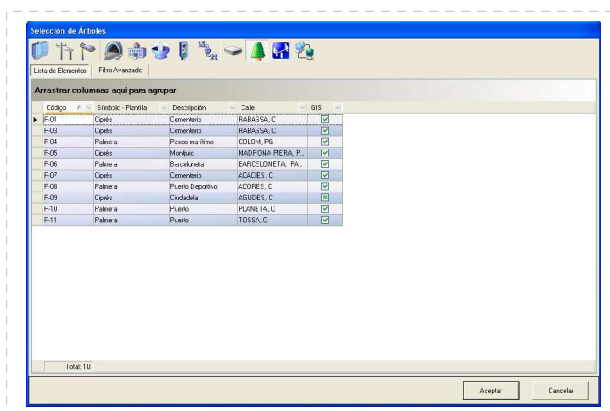 Selección de Árboles
Lista de Elementos Filtro Avanzado
Arrastrar columnas aquí para agrupar
Código Símbolo - Plantilla Descripción Calle GIS
F-01 Ciprés Cementerio RABASSA, C
F-03 Ciprés Cementerio RABASSA, C
F-04 Palmera Paseo marítimo COLOM, PG
F-05 Ciprés Montjuic P...
F-06 Palmera Barceloneta BARCELONETA, PA...
F-07 Ciprés Cementerio ACACIES, C
F-08 Palmera Puerto Deportivo AÇORES, C
F-09 Ciprés Ciudadela AGUDES, C
F-10 Palmera Puerto PLANETA, C
F-11 Palmera Puerto TOSSA, C
Total: 10
Aceptar Cancelar